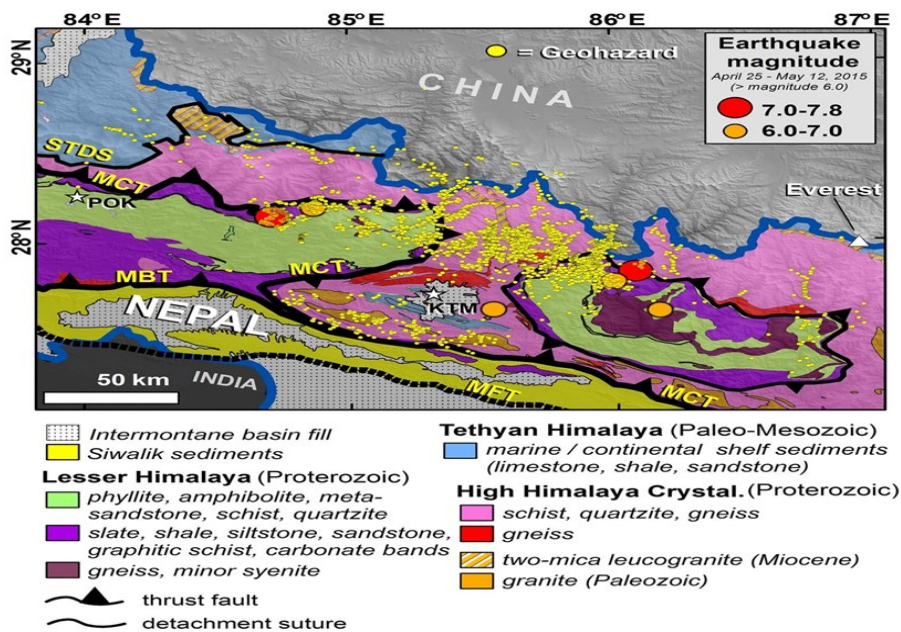 84°E 85°E 86°E 87°E
29°N
= Geohazard
CHINA
Earthquake
magnitude
April 25 - May 12, 2015
(> magnitude 6.0)
7.0-7.8
6.0-7.0
STDS
MCT
POK
Everest
28°N
MCT
MBT
KTM
NEPAL
50 km
INDIA
MFT
MCT
Intermontane basin fill
Siwalik sediments
Lesser Himalaya (Proterozoic)
phyllite, amphibolite, meta-
sandstone, schist, quartzite
slate, shale, siltstone, sandstone,
graphitic schist, carbonate bands
gneiss, minor syenite
thrust fault
detachment suture
Tethyan Himalaya (Paleo-Mesozoic)
marine / continental shelf sediments
(limestone, shale, sandstone)
High Himalaya Crystal. (Proterozoic)
schist, quartzite, gneiss
gneiss
two-mica leucogranite (Miocene)
granite (Paleozoic)